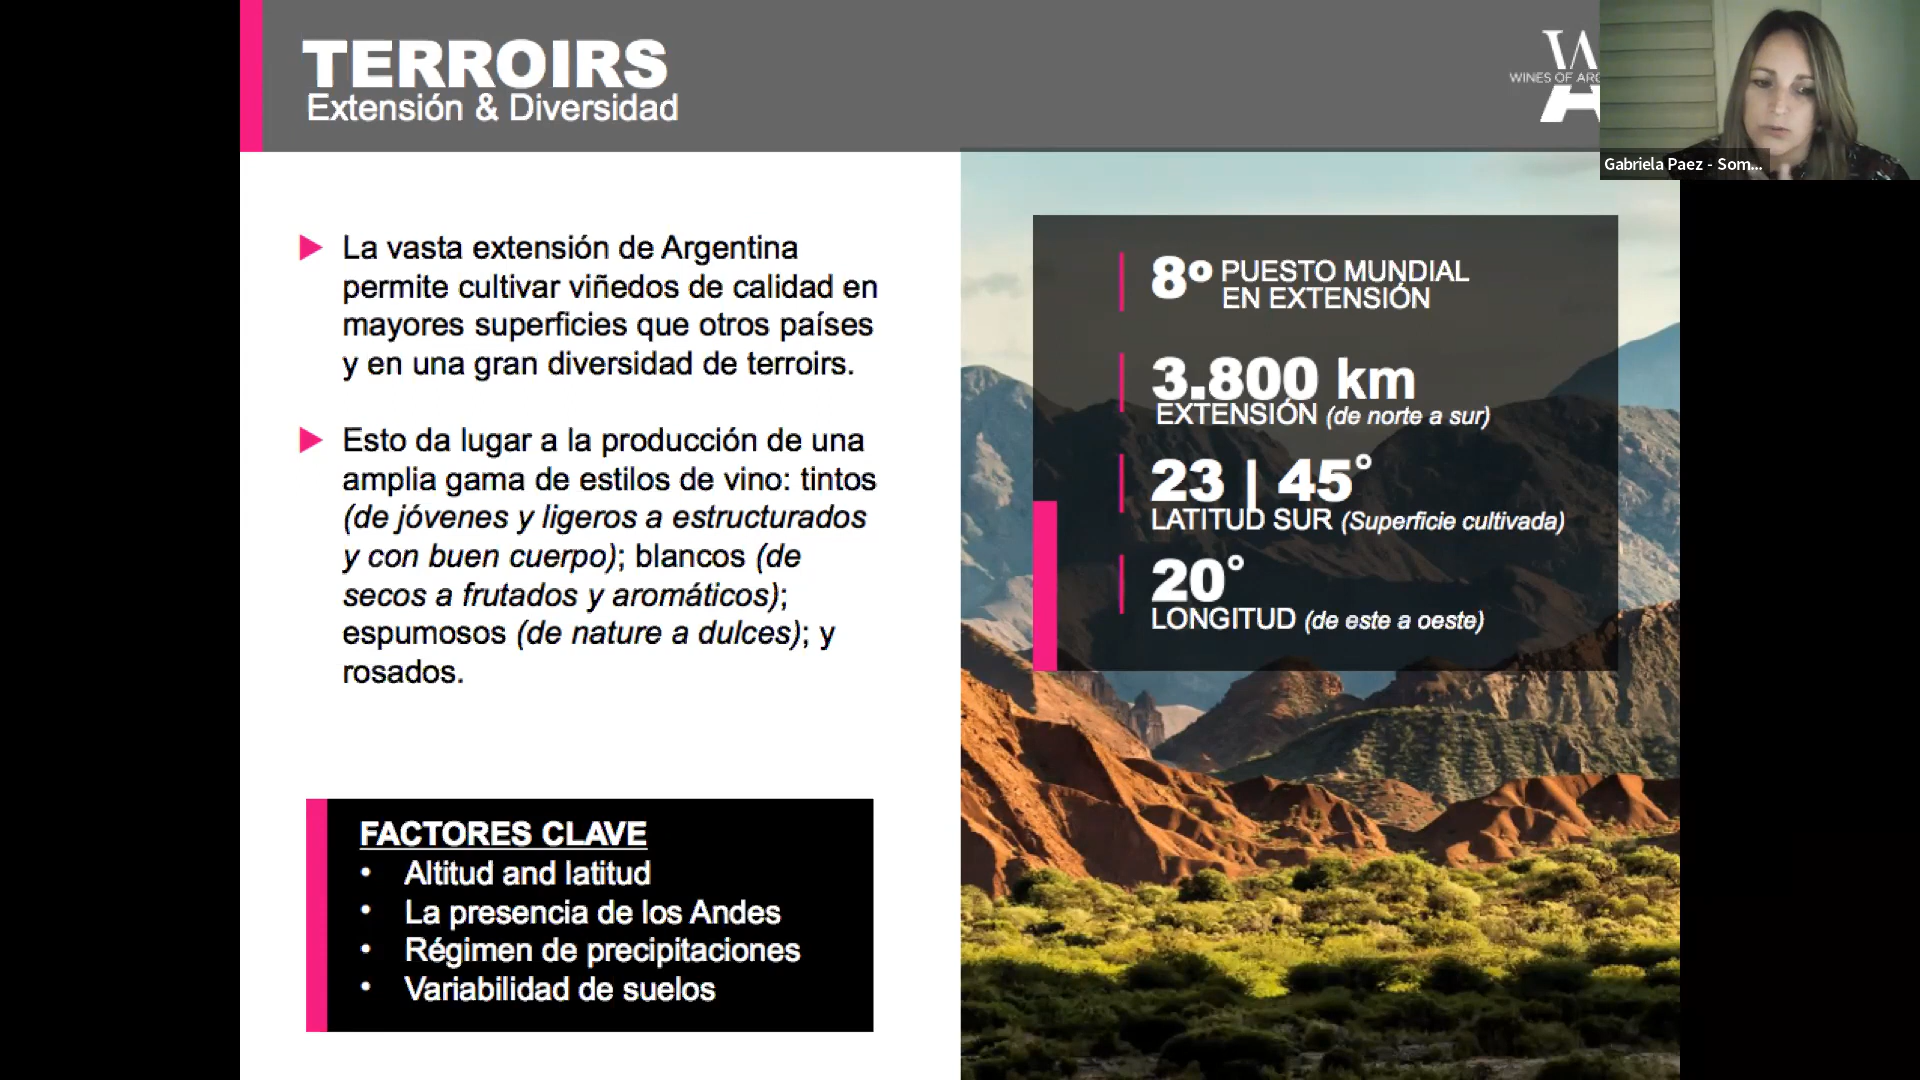 TERROIRS
Extensión & Diversidad
WINES OF
Gabriela Paez - Som...
La vasta extensión de Argentina
permite cultivar viñedos de calidad en
mayores superficies que otros países
y en una gran diversidad de terroirs.
Esto da lugar a la producción de una
amplia gama de estilos de vino: tintos
(de jóvenes y ligeros a estructurados
y con buen cuerpo); blancos (de
secos a frutados y aromáticos);
espumosos (de nature a dulces); y
rosados.
8º PUESTO MUNDIAL
EN EXTENSIÓN
3.800 km
EXTENSIÓN (de norte a sur)
23 | 45°
LATITUD SUR (Superficie cultivada)
20°
LONGITUD (de este a oeste)
FACTORES CLAVE
• Altitud and latitud
• La presencia de los Andes
• Régimen de precipitaciones
• Variabilidad de suelos